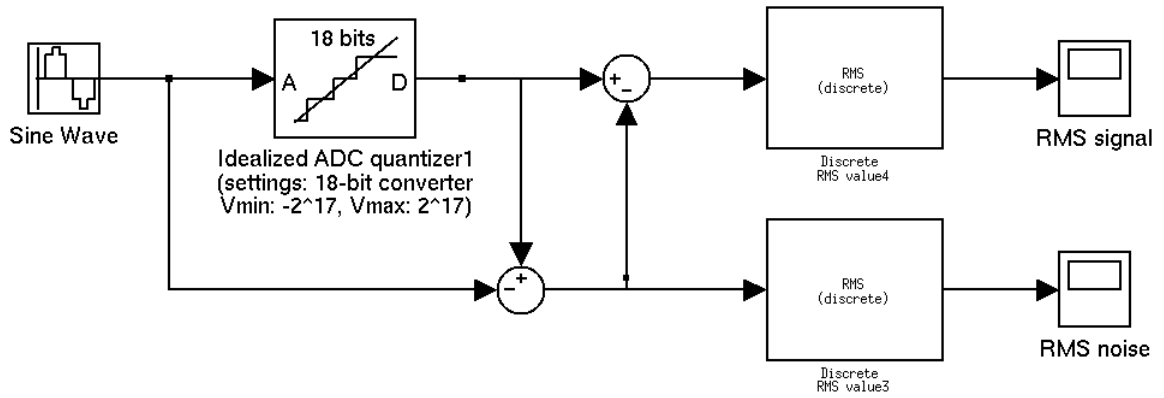 18 bits
A
D
Sine Wave
Idealized ADC quantizer1
(settings: 18-bit converter
Vmin: -2^17, Vmax: 2^17)
+
−
RMS
(discrete)
Discrete
RMS value4
RMS signal
−
+
RMS
(discrete)
Discrete
RMS value3
RMS noise